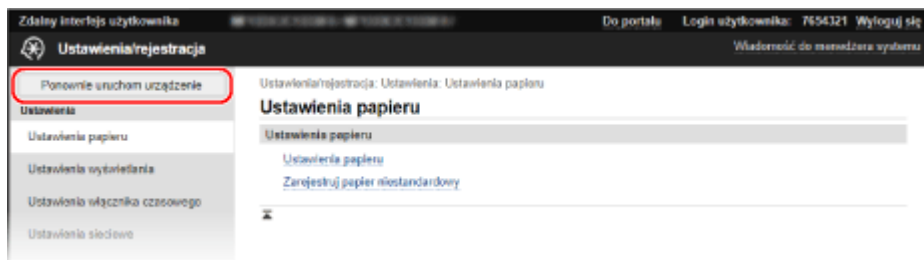 Zdalny interfejs użytkownika Do portalu Login użytkownika: 7654321 Wyloguj się
Ustawienia/rejestracja Wiadomość do menedżera systemu
Ponownie uruchom urządzenie
Ustawienia/rejestracja: Ustawienia: Ustawienia papieru
Ustawienia papieru
Ustawienia
Ustawienia papieru
Ustawienia papieru
Ustawienia papieru
Ustawienia wyświetlania
Zarejestruj papier niestandardowy
Ustawienia włącznika czasowego
Ustawienia sieciowe